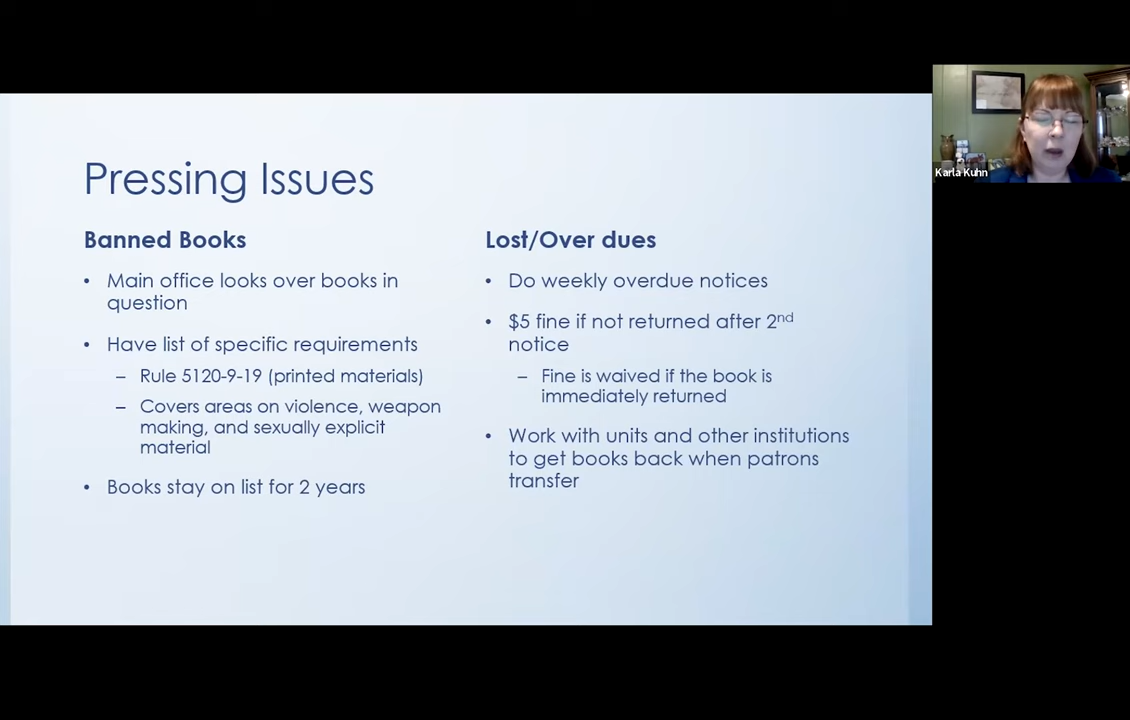 Pressing Issues
Banned Books
• Main office looks over books in
question
• Have list of specific requirements
– Rule 5120-9-19 (printed materials)
– Covers areas on violence, weapon
making, and sexually explicit
material
• Books stay on list for 2 years
Lost/Over dues
• Do weekly overdue notices
• $5 fine if not returned after 2nd
notice
– Fine is waived if the book is
immediately returned
• Work with units and other institutions
to get books back when patrons
transfer
Karla Kuhn